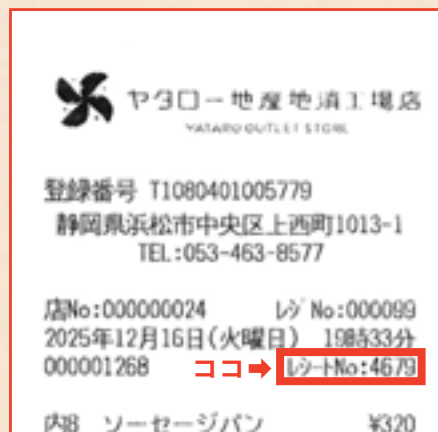 ヤタロー地産地消工場店
YATARO OUTLET STORE
登録番号 T1080401005779
静岡県浜松市中央区上西町1013-1
TEL:053-463-8577
店No:000000024 レジNo:000099
2025年12月16日(火曜日) 19時33分
000001268 ココ➡ レシートNo:4679
内8 ソーセージパン ¥320